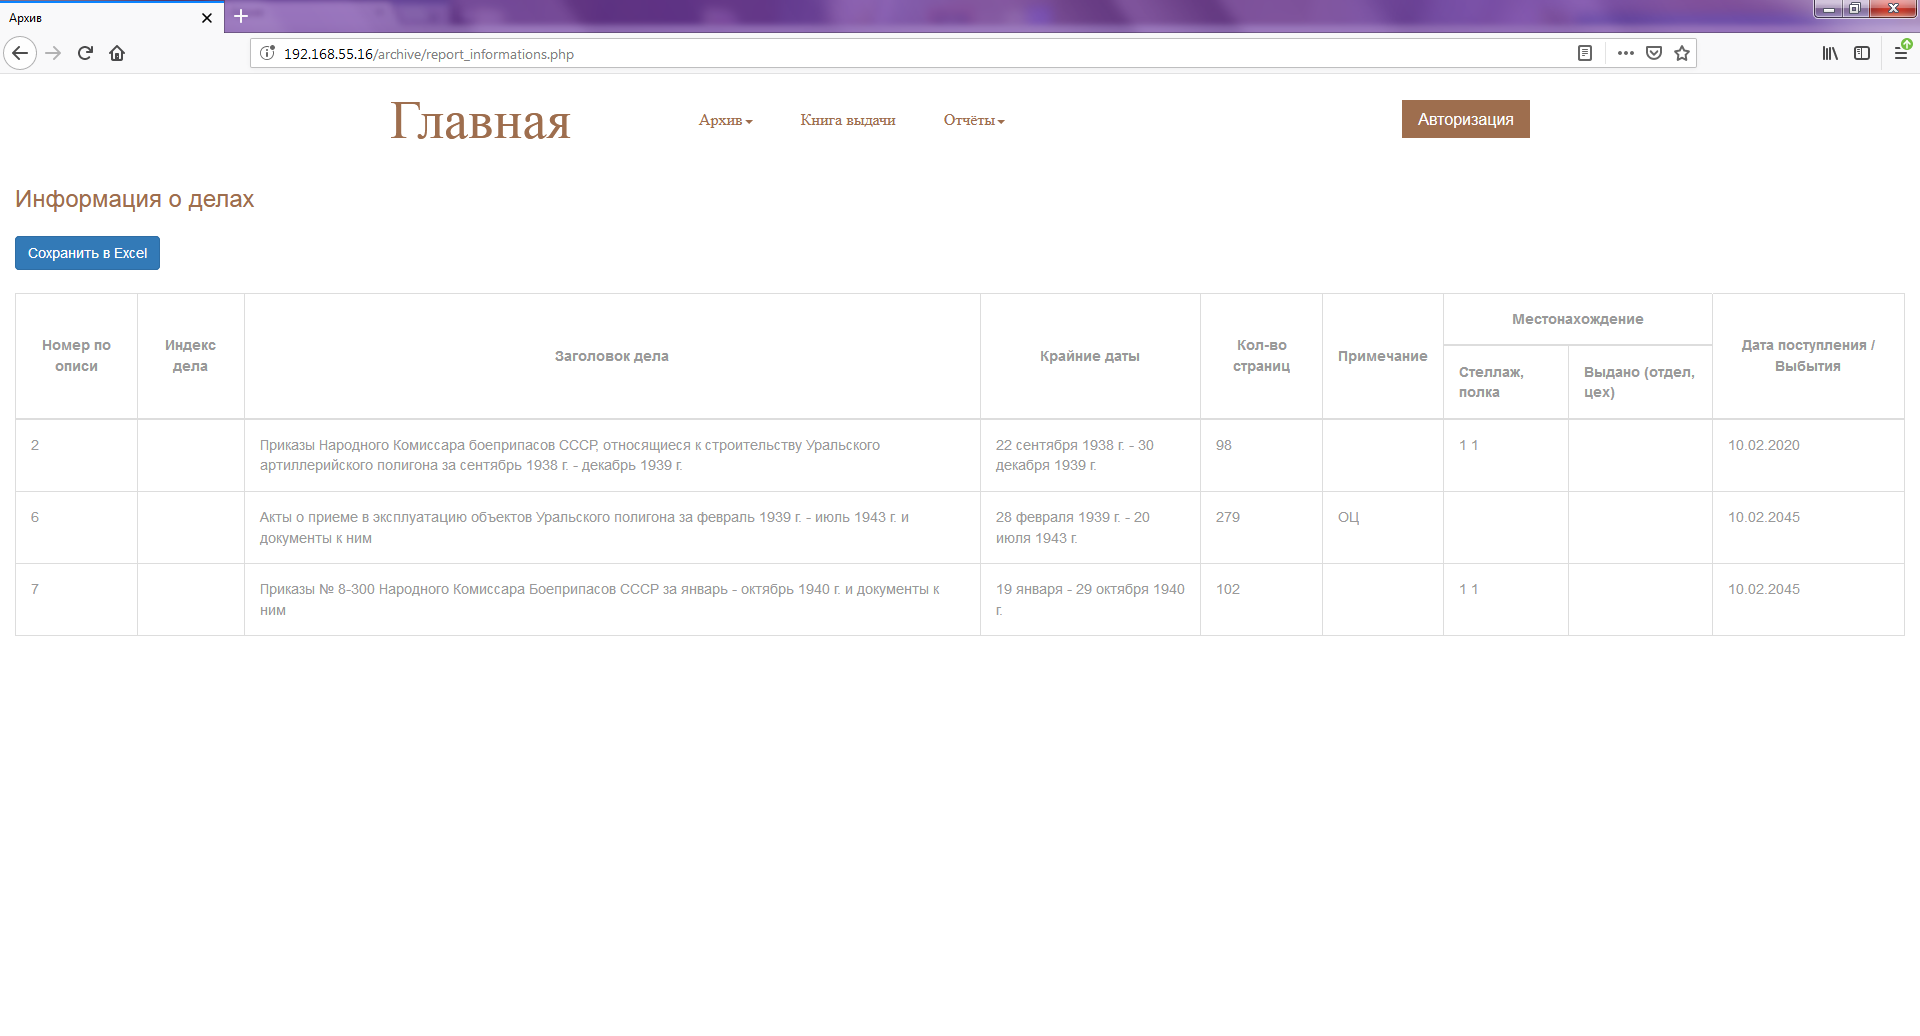 Архив
192.168.55.16/archive/report_informations.php
Главная
Архив
Книга выдачи
Отчёты
Авторизация
Информация о делах
Сохранить в Excel
Номер по
описи
Индекс
дела
Заголовок дела
Крайние даты
Кол-во
страниц
Примечание
Местонахождение
Стеллаж,
полка
Выдано (отдел,
цех)
Дата поступления /
Выбытия
2
Приказы Народного Комиссара боеприпасов СССР, относящиеся к строительству Уральского
артиллерийского полигона за сентябрь 1938 г. - декабрь 1939 г.
22 сентября 1938 г. - 30
декабря 1939 г.
98
1 1
10.02.2020
6
Акты о приеме в эксплуатацию объектов Уральского полигона за февраль 1939 г. - июль 1943 г. и
документы к ним
28 февраля 1939 г. - 20
июля 1943 г.
279
ОЦ
10.02.2045
7
Приказы № 8-300 Народного Комиссара Боеприпасов СССР за январь - октябрь 1940 г. и документы к
ним
19 января - 29 октября 1940
г.
102
1 1
10.02.2045